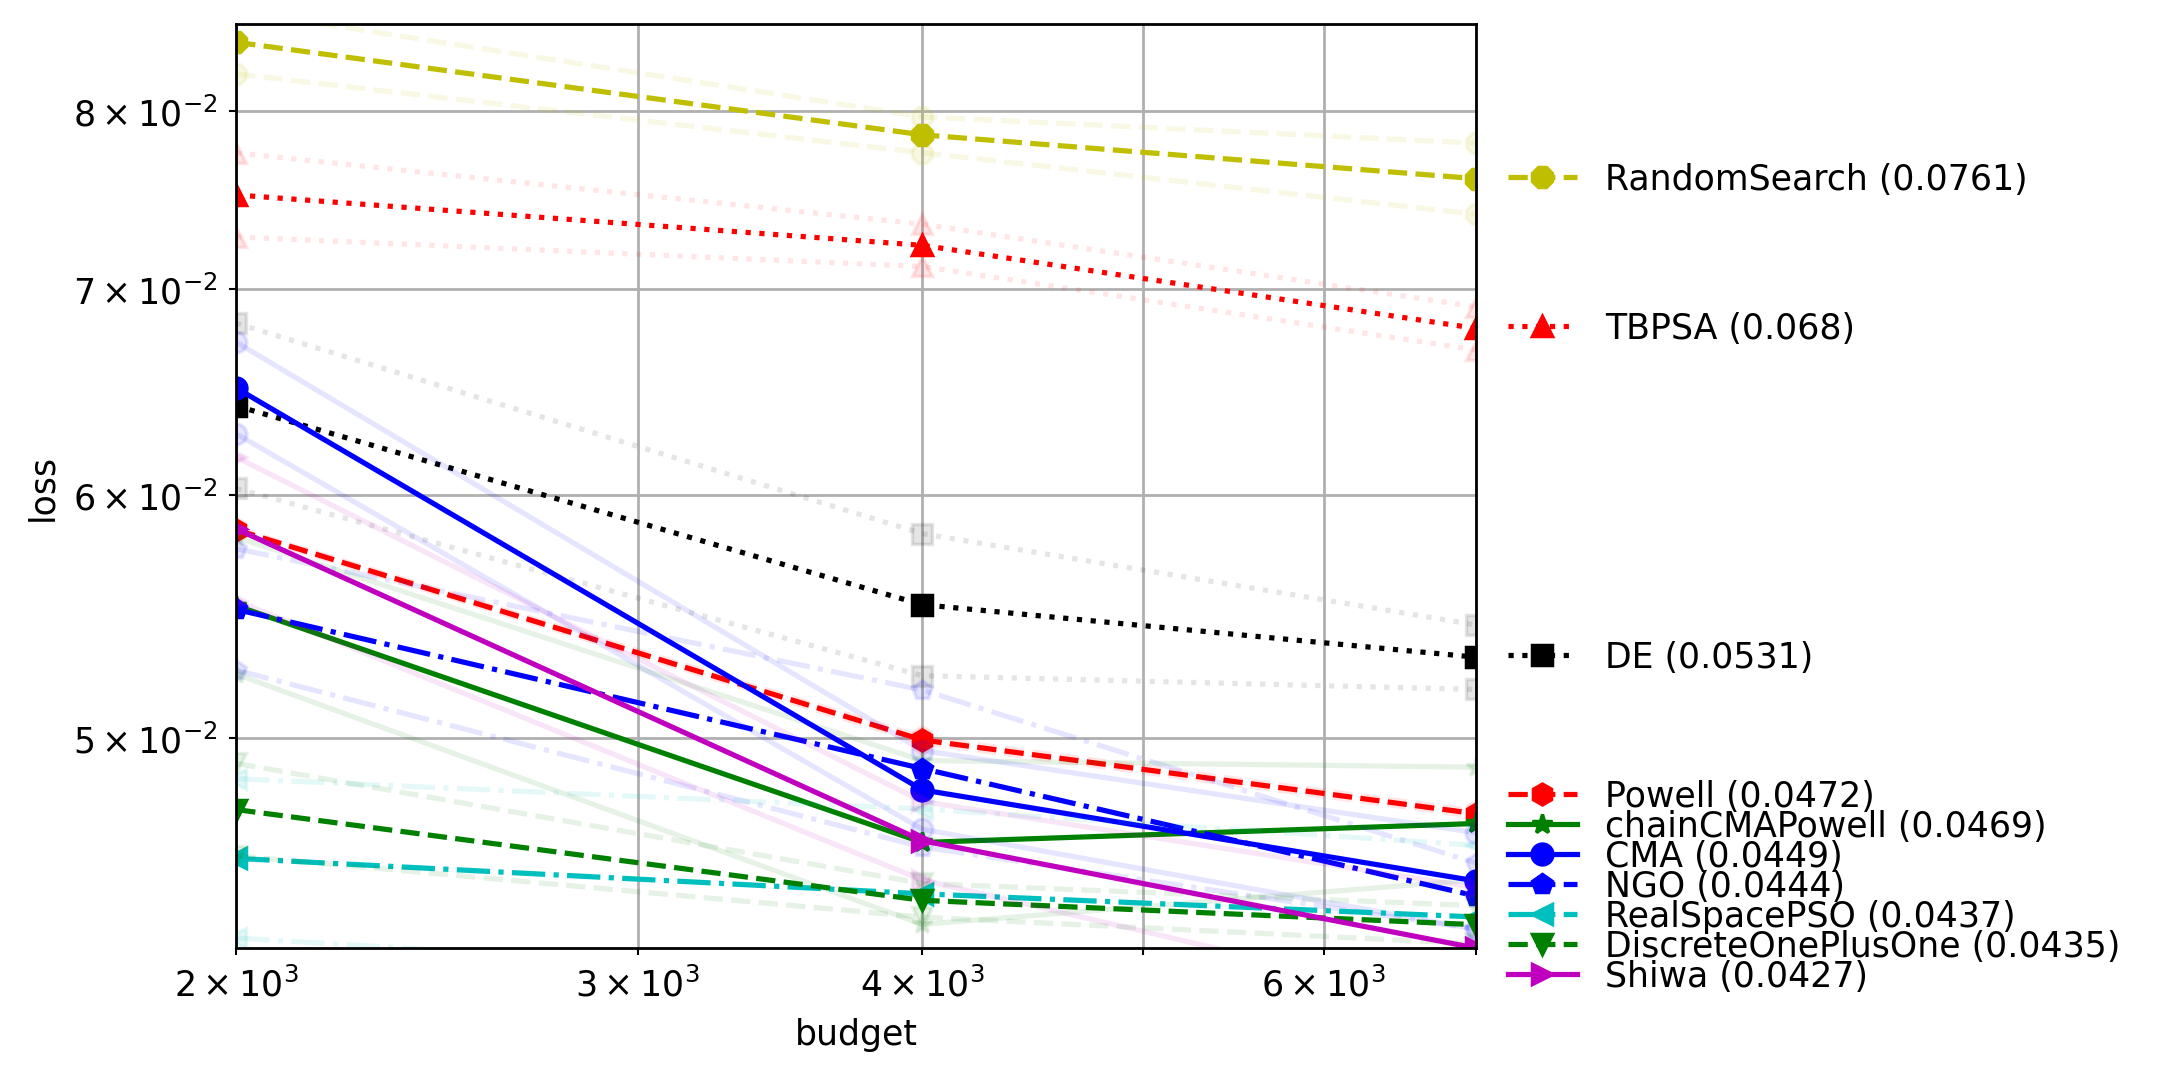 8 × 10⁻²
7 × 10⁻²
6 × 10⁻²
5 × 10⁻²
loss
2 × 10³
3 × 10³
4 × 10³
6 × 10³
budget
RandomSearch (0.0761)
TBPSA (0.068)
DE (0.0531)
Powell (0.0472)
chainCMAPowell (0.0469)
CMA (0.0449)
NGO (0.0444)
RealSpacePSO (0.0437)
DiscreteOnePlusOne (0.0435)
Shiwa (0.0427)